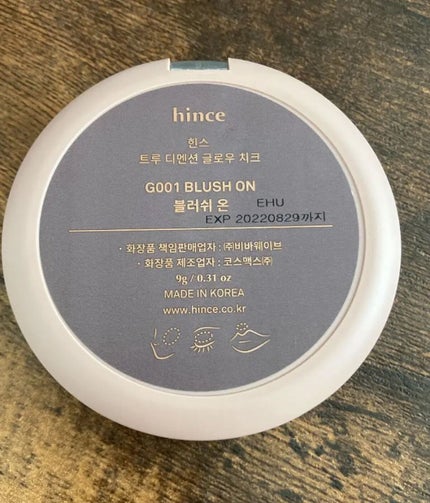 hince
힌스
트루 디멘션 글로우 치크
G001 BLUSH ON
블러쉬 온 EHU
EXP 20220829까지
· 화장품 책임판매업자 : ㈜비바웨이브
· 화장품 제조업자 : 코스맥스㈜
9g / 0.31 oz
MADE IN KOREA
www.hince.co.kr